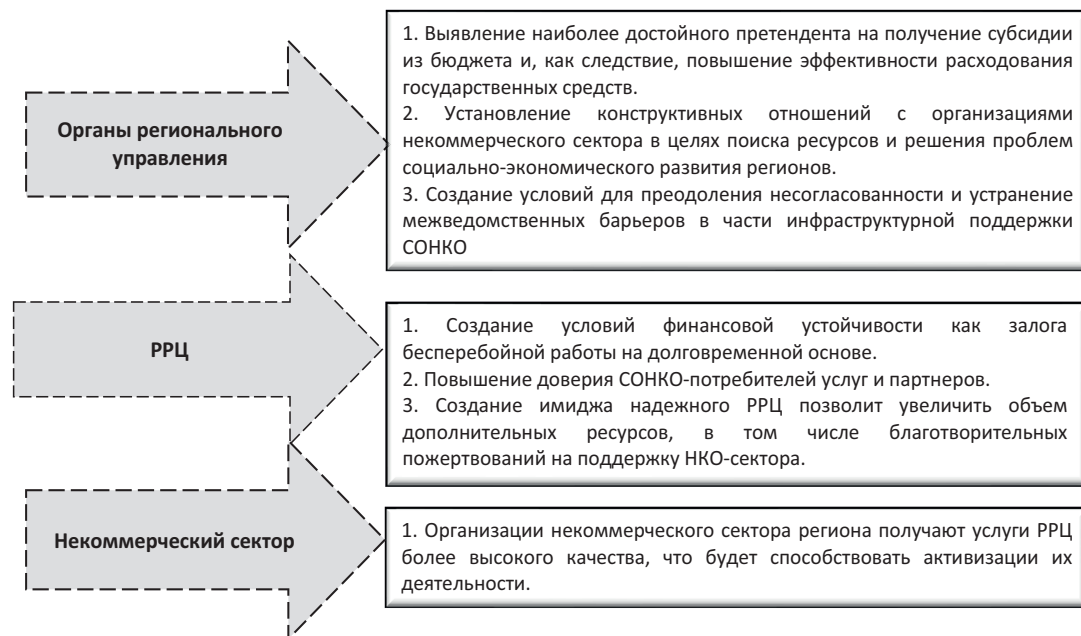 Органы регионального
управления
1. Выявление наиболее достойного претендента на получение субсидии
из бюджета и, как следствие, повышение эффективности расходования
государственных средств.
2. Установление конструктивных отношений с организациями
некоммерческого сектора в целях поиска ресурсов и решения проблем
социально-экономического развития регионов.
3. Создание условий для преодоления несогласованности и устранение
межведомственных барьеров в части инфраструктурной поддержки
СОНКО
РРЦ
1. Создание условий финансовой устойчивости как залога
бесперебойной работы на долговременной основе.
2. Повышение доверия СОНКО-потребителей услуг и партнеров.
3. Создание имиджа надежного РРЦ позволит увеличить объем
дополнительных ресурсов, в том числе благотворительных
пожертвований на поддержку НКО-сектора.
Некоммерческий сектор
1. Организации некоммерческого сектора региона получают услуги РРЦ
более высокого качества, что будет способствовать активизации их
деятельности.